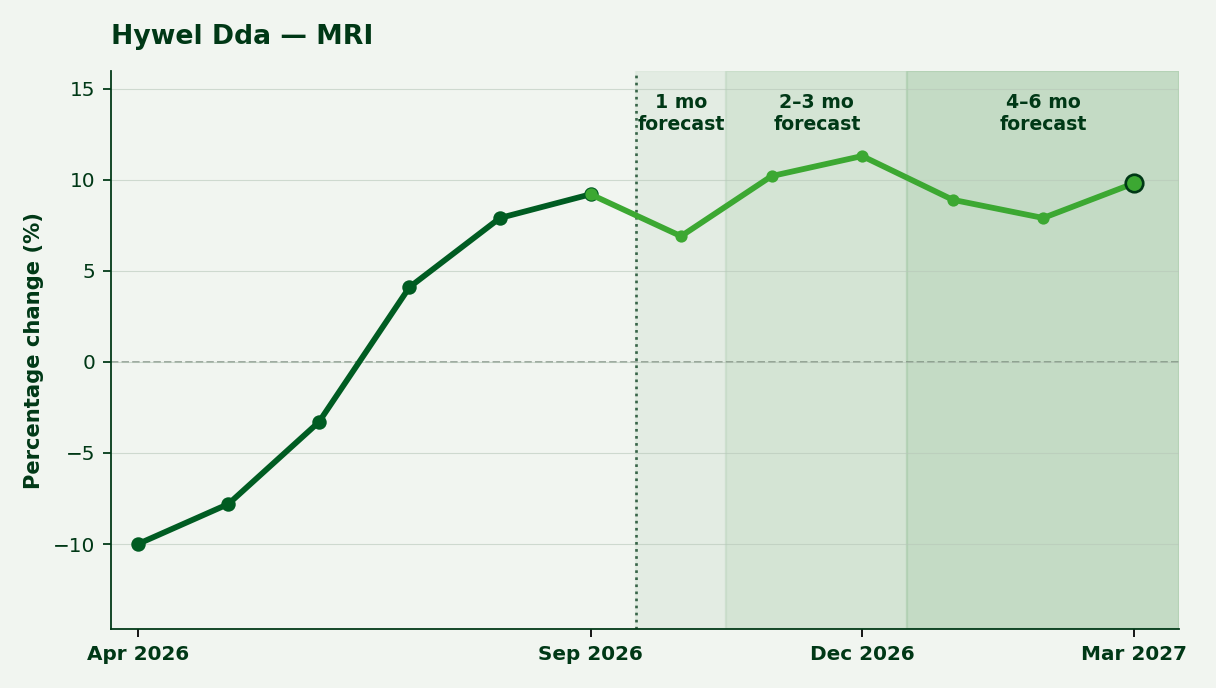 Hywel Dda — MRI
Percentage change (%)
15
10
5
0
−5
−10
1 mo
forecast
2–3 mo
forecast
4–6 mo
forecast
Apr 2026
Sep 2026
Dec 2026
Mar 2027